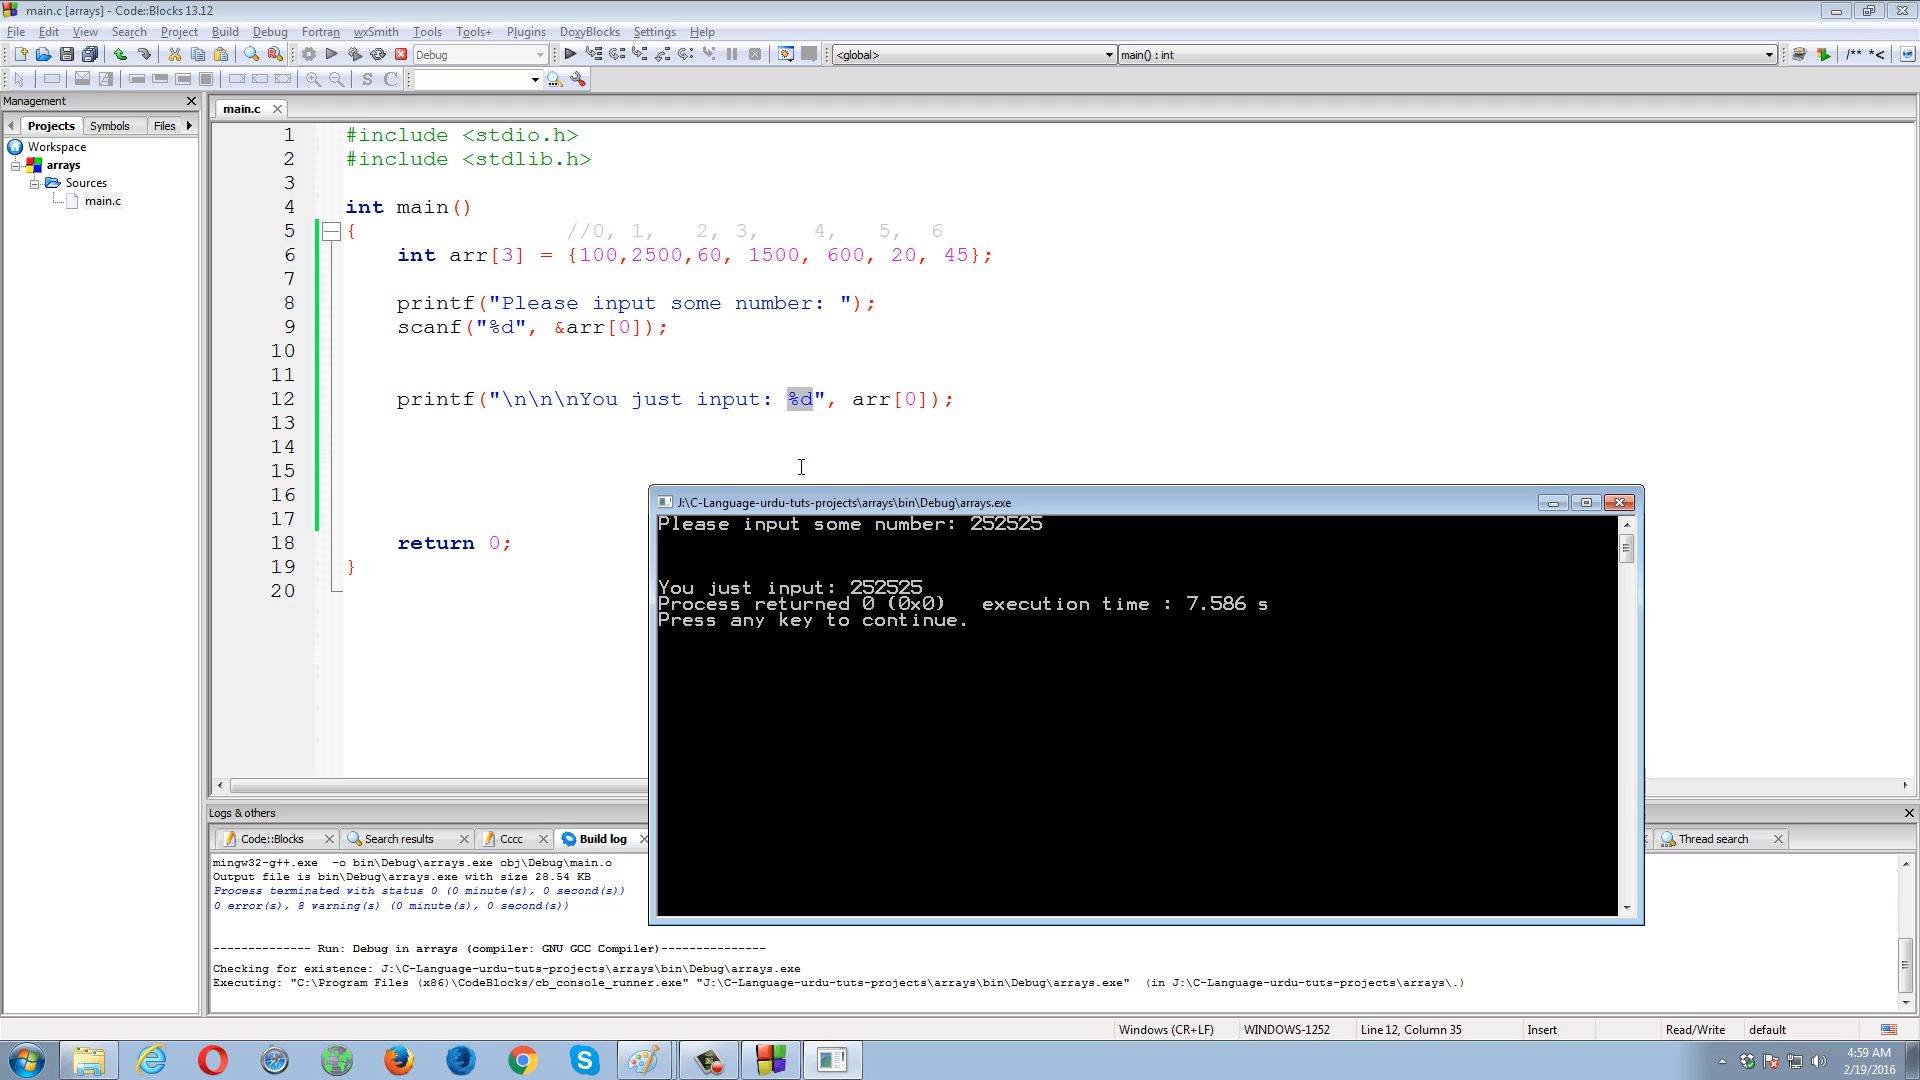 main.c [arrays] - Code::Blocks 13.12
File Edit View Search Project Build Debug Fortran wxSmith Tools Tools+ Plugins DoxyBlocks Settings Help
Debug
<global>
main() : int
/** *<
S C
Management
Projects Symbols Files
Workspace
arrays
Sources
main.c
main.c
1 #include <stdio.h>
2 #include <stdlib.h>
3
4 int main()
5 { //0, 1, 2, 3, 4, 5, 6
6 int arr[3] = {100,2500,60, 1500, 600, 20, 45};
7
8 printf("Please input some number: ");
9 scanf("%d", &arr[0]);
10
11
12 printf("\n\n\nYou just input: %d", arr[0]);
13
14
15
16
17
18 return 0;
19 }
20
J:\C-Language-urdu-tuts-projects\arrays\bin\Debug\arrays.exe
Please input some number: 252525
You just input: 252525
Process returned 0 (0x0) execution time : 7.586 s
Press any key to continue.
Logs & others
Code::Blocks Search results Cccc Build log Thread search
mingw32-g++.exe -o bin\Debug\arrays.exe obj\Debug\main.o
Output file is bin\Debug\arrays.exe with size 28.54 KB
Process terminated with status 0 (0 minute(s), 0 second(s))
0 error(s), 8 warning(s) (0 minute(s), 0 second(s))
-------------- Run: Debug in arrays (compiler: GNU GCC Compiler)---------------
Checking for existence: J:\C-Language-urdu-tuts-projects\arrays\bin\Debug\arrays.exe
Executing: "C:\Program Files (x86)\CodeBlocks/cb_console_runner.exe" "J:\C-Language-urdu-tuts-projects\arrays\bin\Debug\arrays.exe" (in J:\C-Language-urdu-tuts-projects\arrays\.)
Windows (CR+LF) WINDOWS-1252 Line 12, Column 35 Insert Read/Write default
4:59 AM
2/19/2016